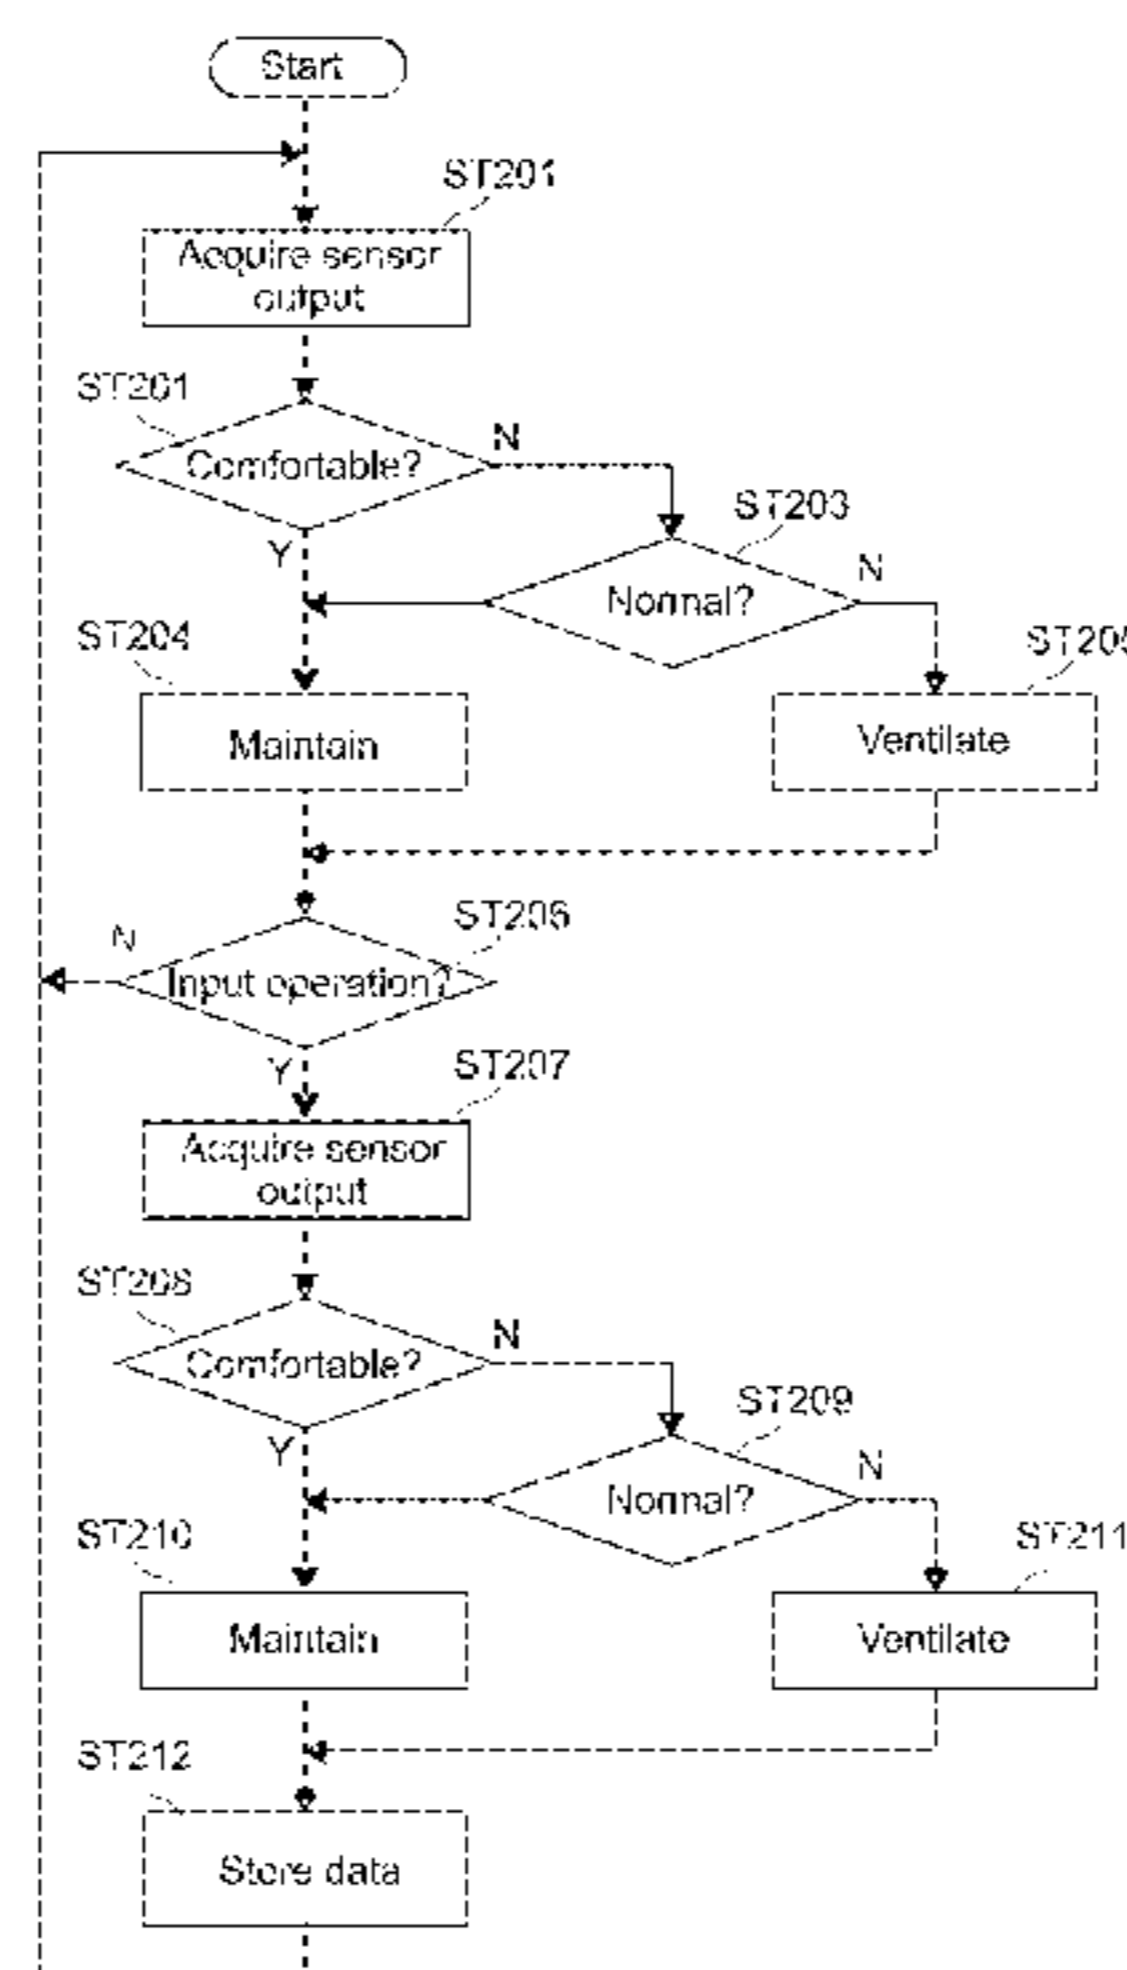 Start
ST201
Acquire sensor
output
ST201
Comfortable?
N
Y
ST203
Normal?
N
ST204
Maintain
ST205
Ventilate
N
ST206
Input operation?
Y
ST207
Acquire sensor
output
ST208
Comfortable?
N
Y
ST209
Normal?
N
ST210
Maintain
ST211
Ventilate
ST212
Store data